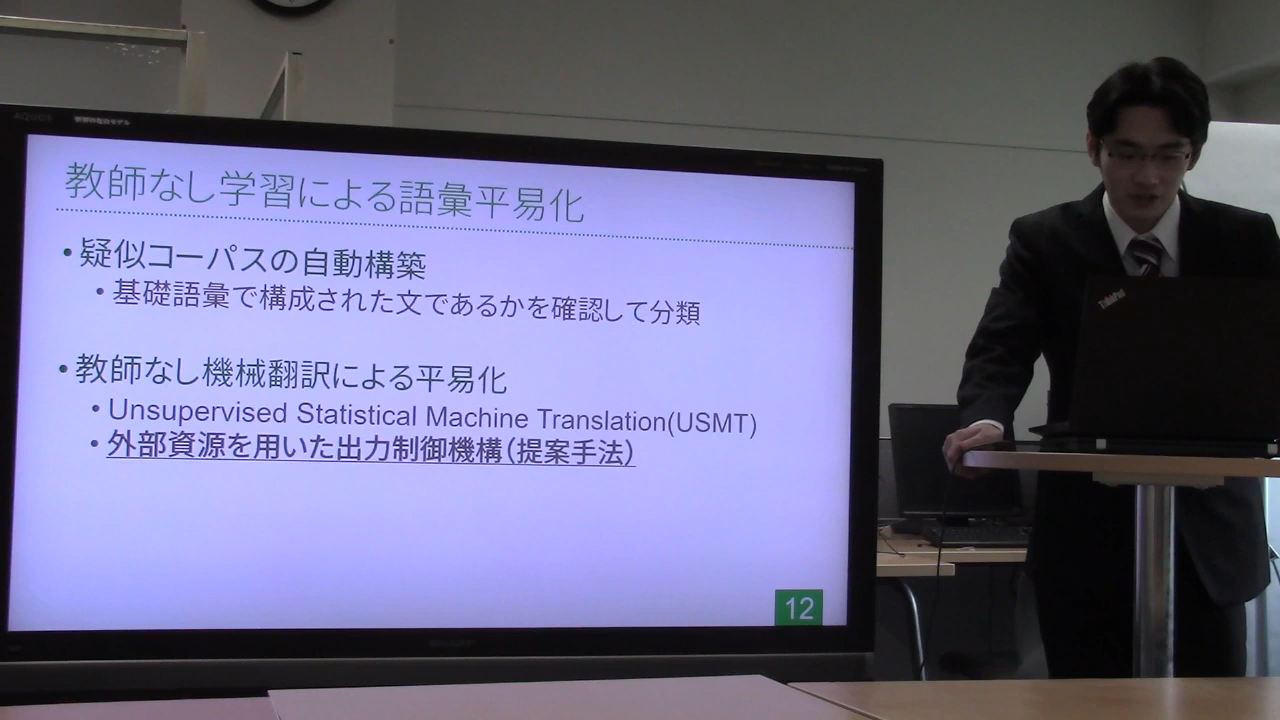 AQUOS
教師なし学習による語彙平易化
•疑似コーパスの自動構築
•基礎語彙で構成された文であるかを確認して分類
•教師なし機械翻訳による平易化
•Unsupervised Statistical Machine Translation(USMT)
•外部資源を用いた出力制御機構(提案手法)
12
ThinkPad